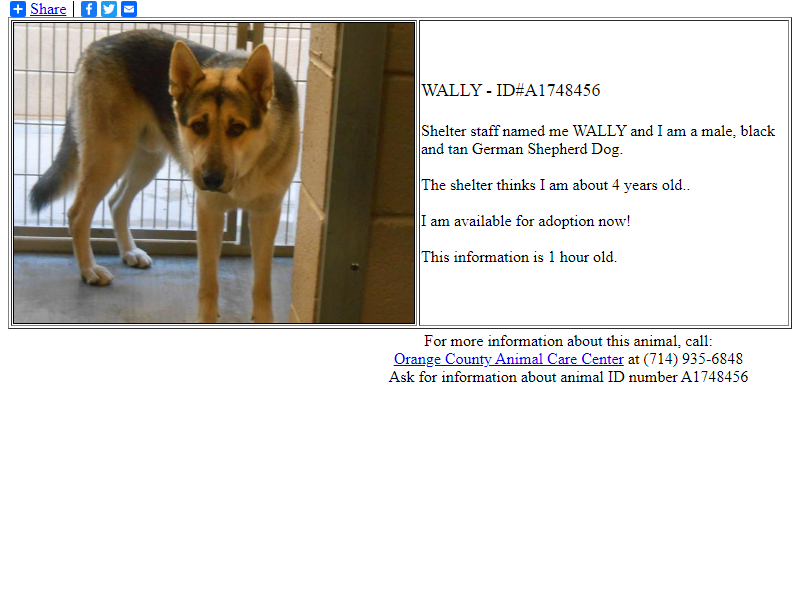 Share |
WALLY - ID#A1748456
Shelter staff named me WALLY and I am a male, black
and tan German Shepherd Dog.
The shelter thinks I am about 4 years old..
I am available for adoption now!
This information is 1 hour old.
For more information about this animal, call:
Orange County Animal Care Center at (714) 935-6848
Ask for information about animal ID number A1748456